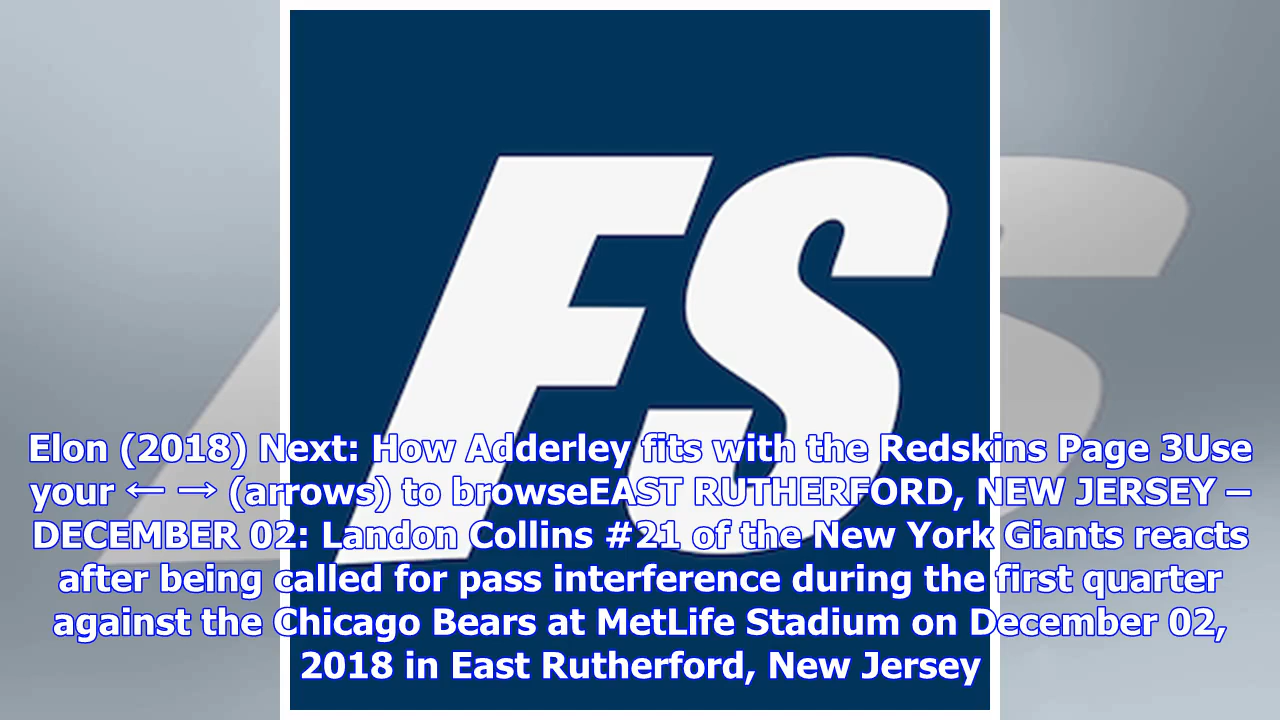 FS
Elon (2018) Next: How Adderley fits with the Redskins Page 3Use
your ← → (arrows) to browseEAST RUTHERFORD, NEW JERSEY –
DECEMBER 02: Landon Collins #21 of the New York Giants reacts
after being called for pass interference during the first quarter
against the Chicago Bears at MetLife Stadium on December 02,
2018 in East Rutherford, New Jersey